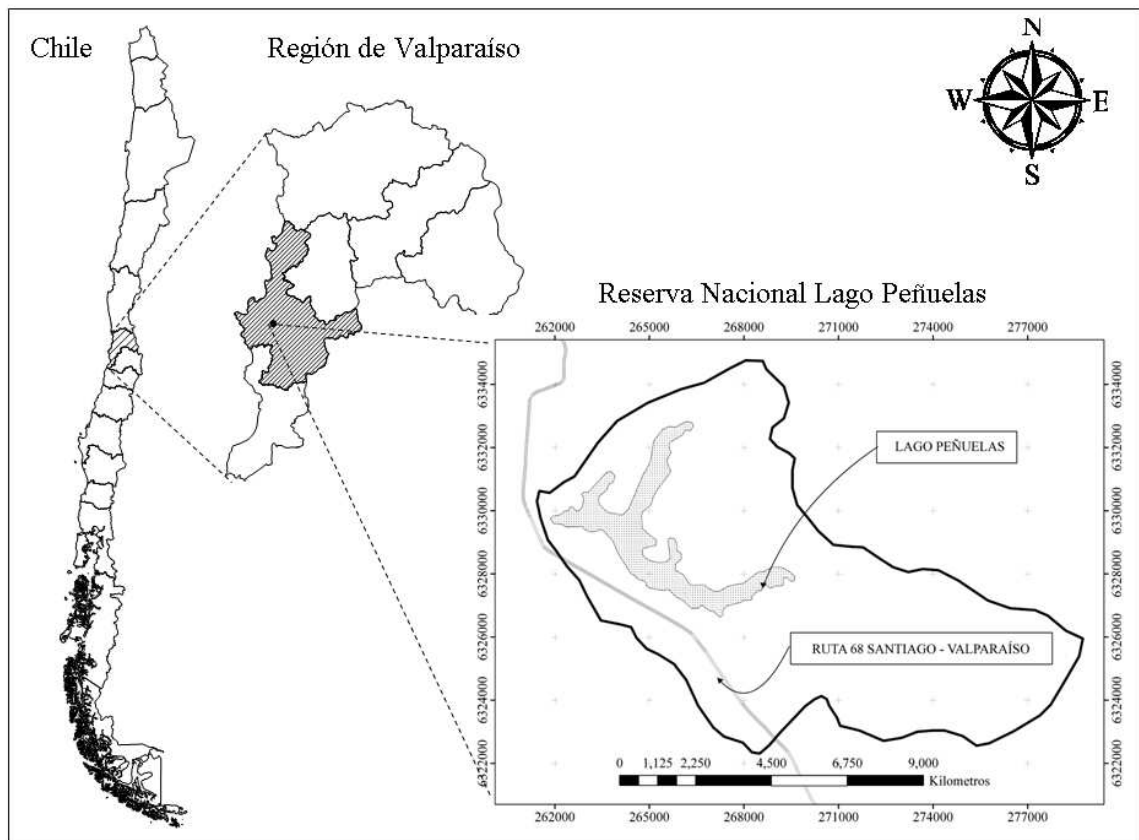 Chile
Región de Valparaíso
N
W E
S
Reserva Nacional Lago Peñuelas
262000 265000 268000 271000 274000 277000
6334000 6334000
6332000 6332000
LAGO PEÑUELAS
6330000 6330000
6328000 6328000
6326000 6326000
RUTA 68 SANTIAGO - VALPARAÍSO
6324000 6324000
6322000 6322000
0 1,125 2,250 4,500 6,750 9,000
Kilometros
262000 265000 268000 271000 274000 277000